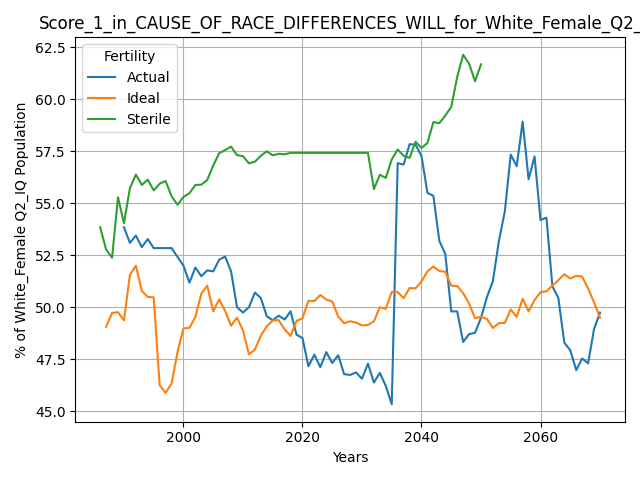 Score_1_in_CAUSE_OF_RACE_DIFFERENCES_WILL_for_White_Female_Q2_
Fertility
Actual
Ideal
Sterile
% of White_Female Q2_IQ Population
62.5
60.0
57.5
55.0
52.5
50.0
47.5
45.0
2000
2020
2040
2060
Years